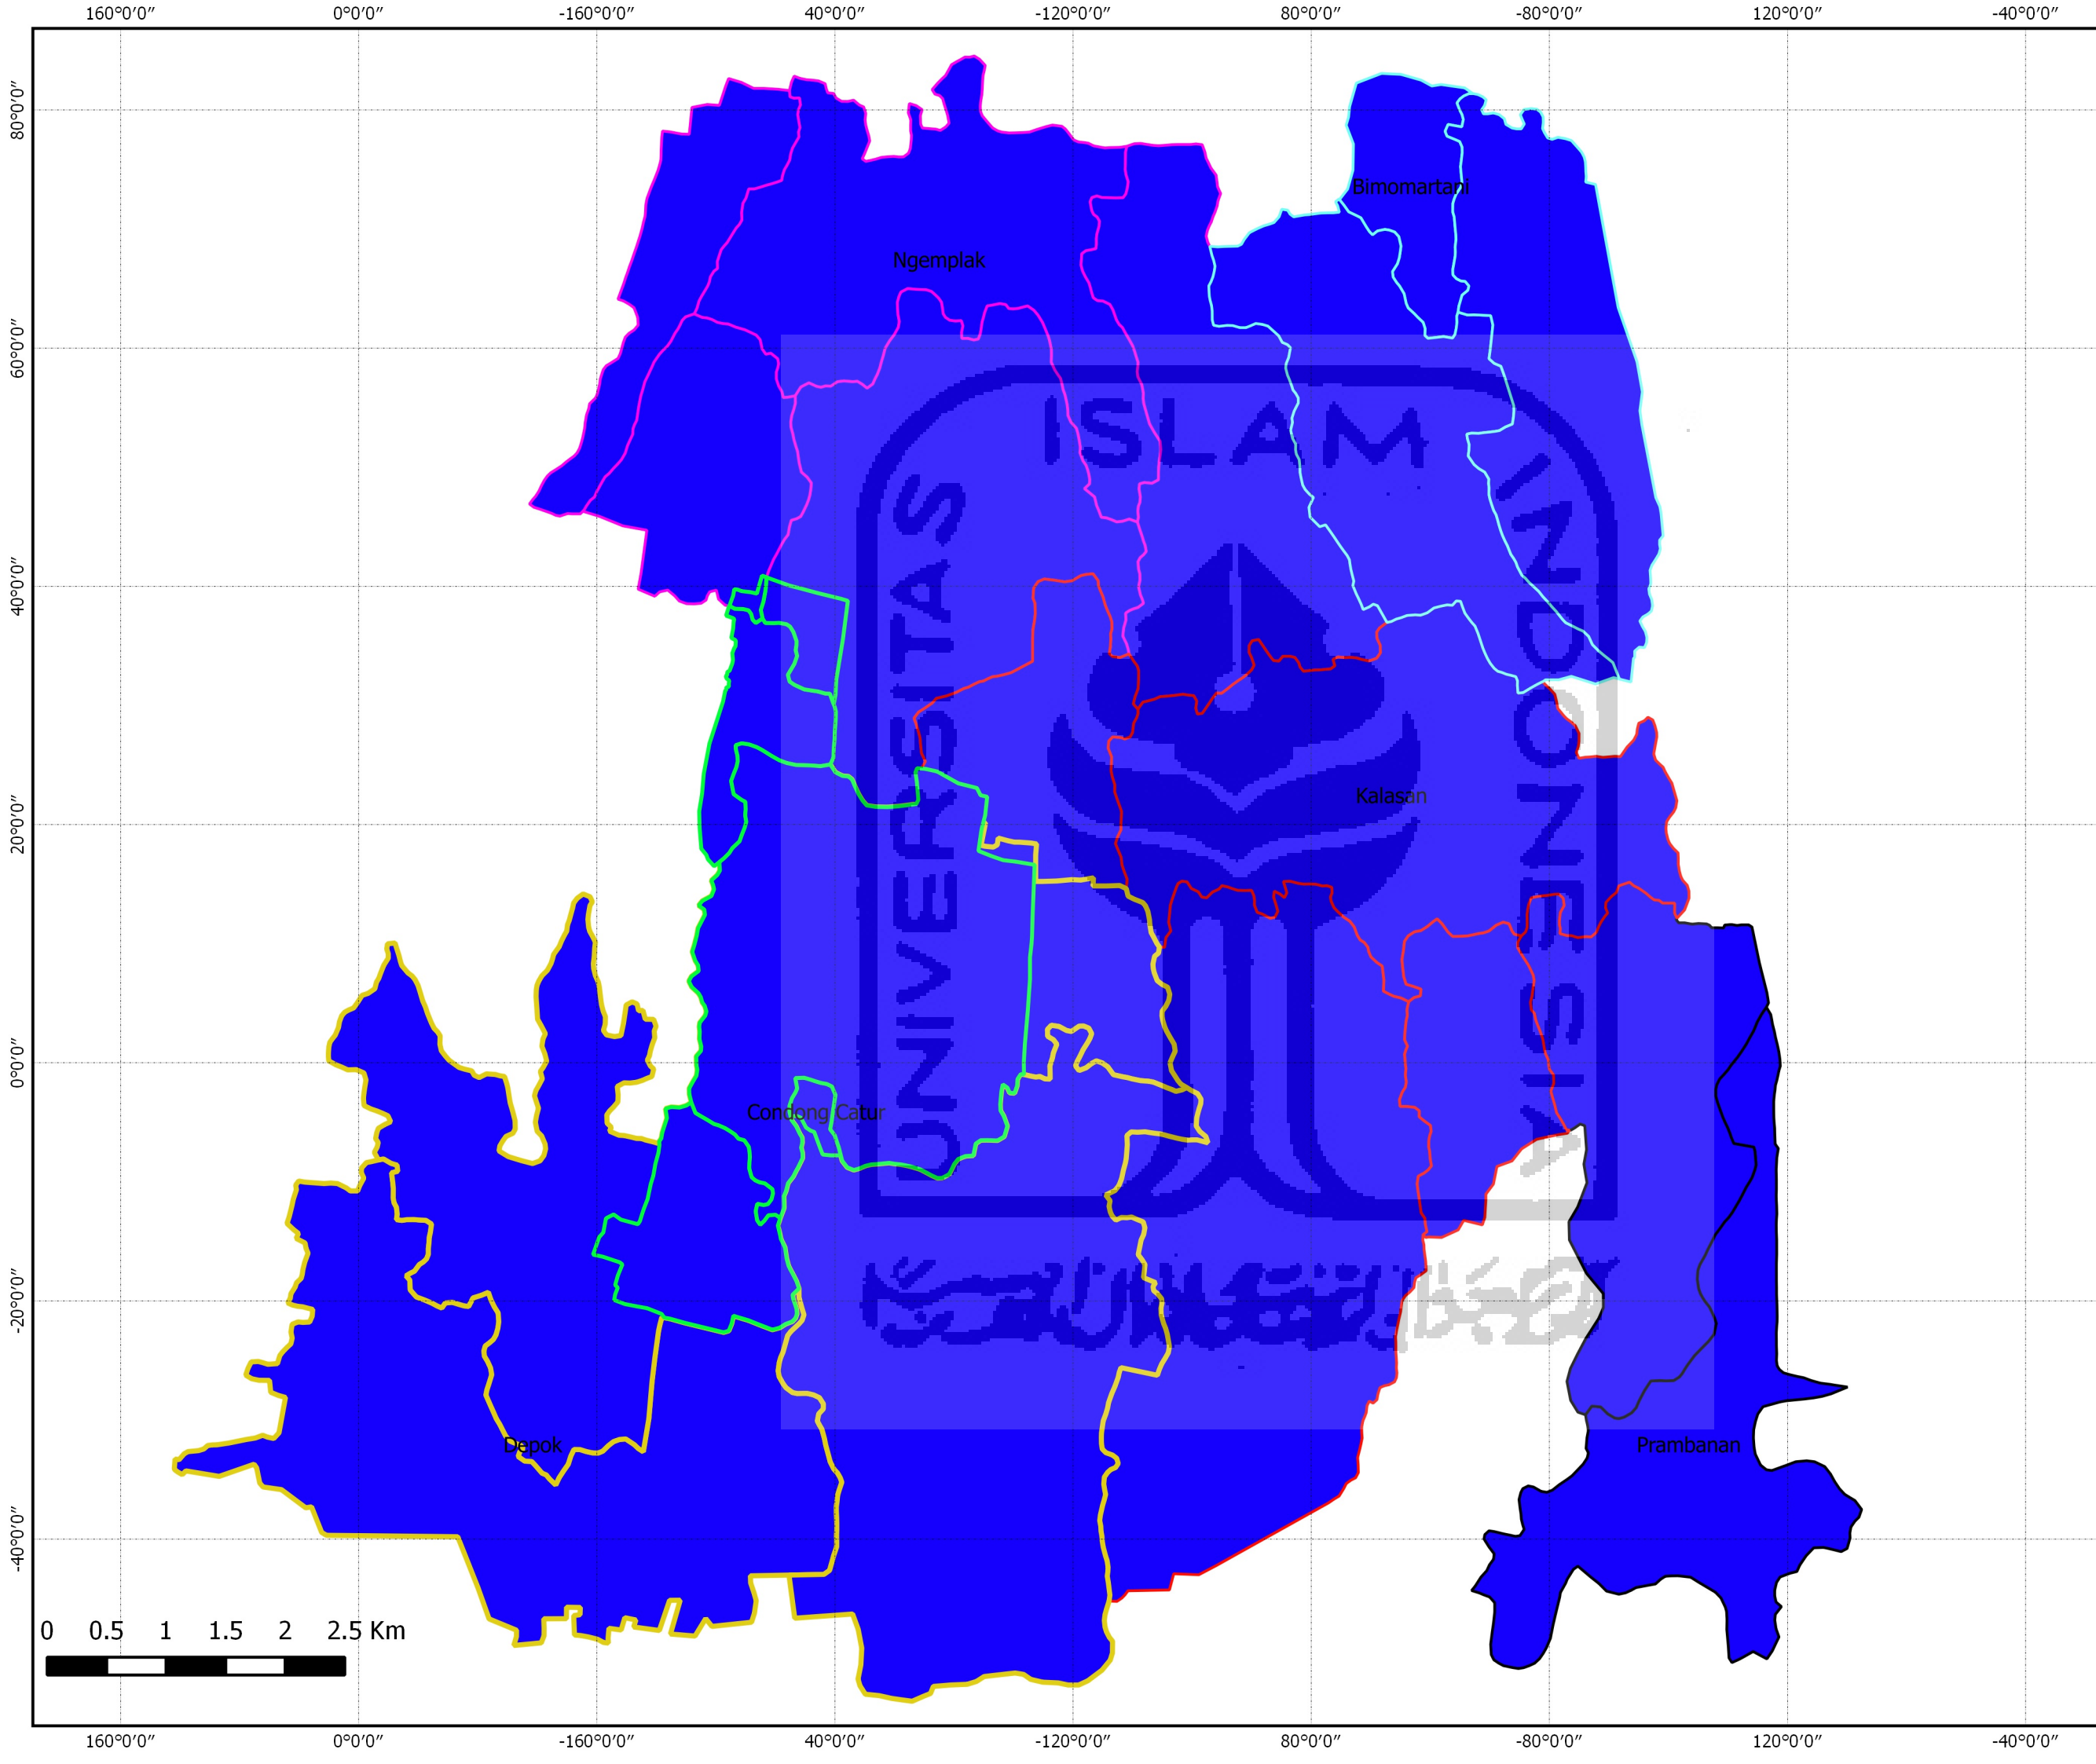 160°0′0″ 0°0′0″ -160°0′0″ 40°0′0″ -120°0′0″ 80°0′0″ -80°0′0″ 120°0′0″ -40°0′0″
80°0′0″
60°0′0″
40°0′0″
20°0′0″
0°0′0″
-20°0′0″
-40°0′0″
Bimomartani
Ngemplak
ISLAM
UNIVERSITAS
INDONESIA
Kalasan
Condong Catur
Depok
Prambanan
0 0.5 1 1.5 2 2.5 Km
160°0′0″ 0°0′0″ -160°0′0″ 40°0′0″ -120°0′0″ 80°0′0″ -80°0′0″ 120°0′0″ -40°0′0″